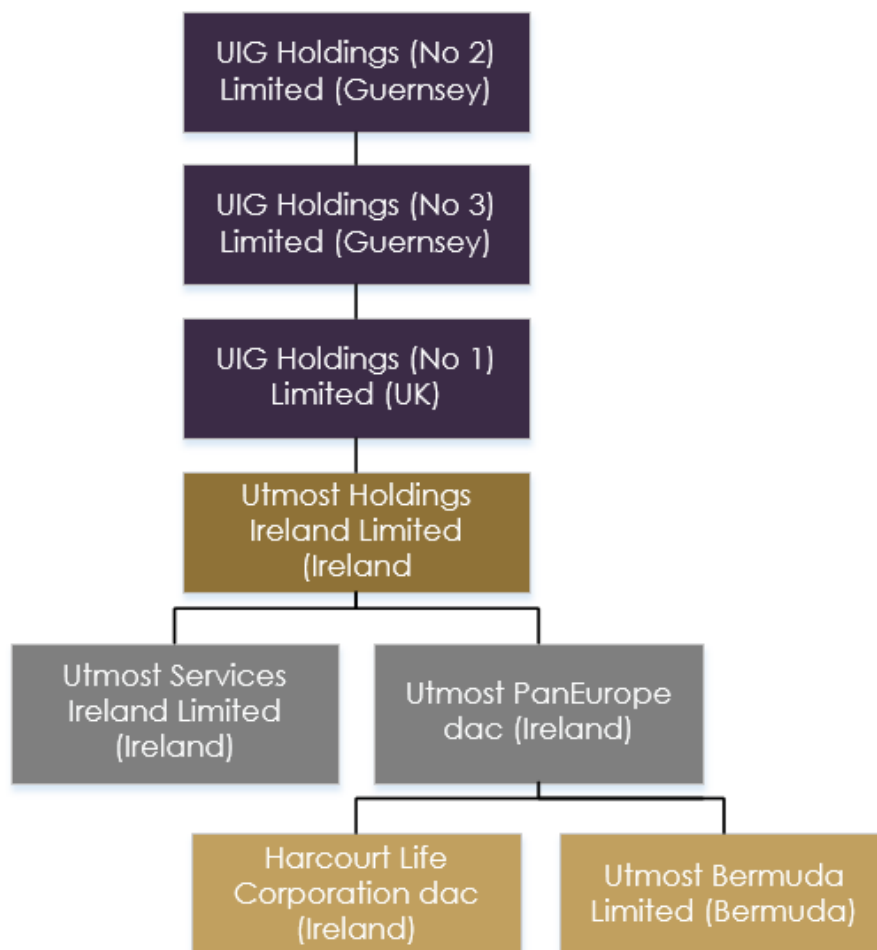 UIG Holdings (No 2)
Limited (Guernsey)
UIG Holdings (No 3)
Limited (Guernsey)
UIG Holdings (No 1)
Limited (UK)
Utmost Holdings
Ireland Limited
(Ireland
Utmost Services
Ireland Limited
(Ireland)
Utmost PanEurope
dac (Ireland)
Harcourt Life
Corporation dac
(Ireland)
Utmost Bermuda
Limited (Bermuda)